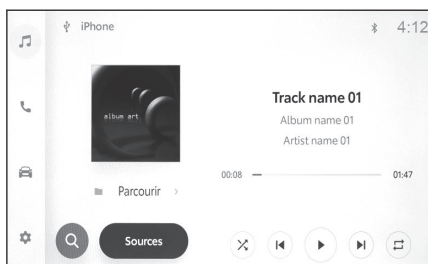 iPhone
4:12
album art
Track name 01
Album name 01
Artist name 01
00:08
01:47
Parcourir
Sources